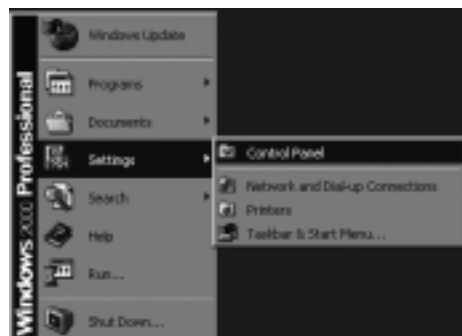 Windows 2000 Professional
Windows Update
Programs
Documents
Settings
Search
Help
Run...
Shut Down...
Control Panel
Network and Dial-up Connections
Printers
Taskbar & Start Menu...